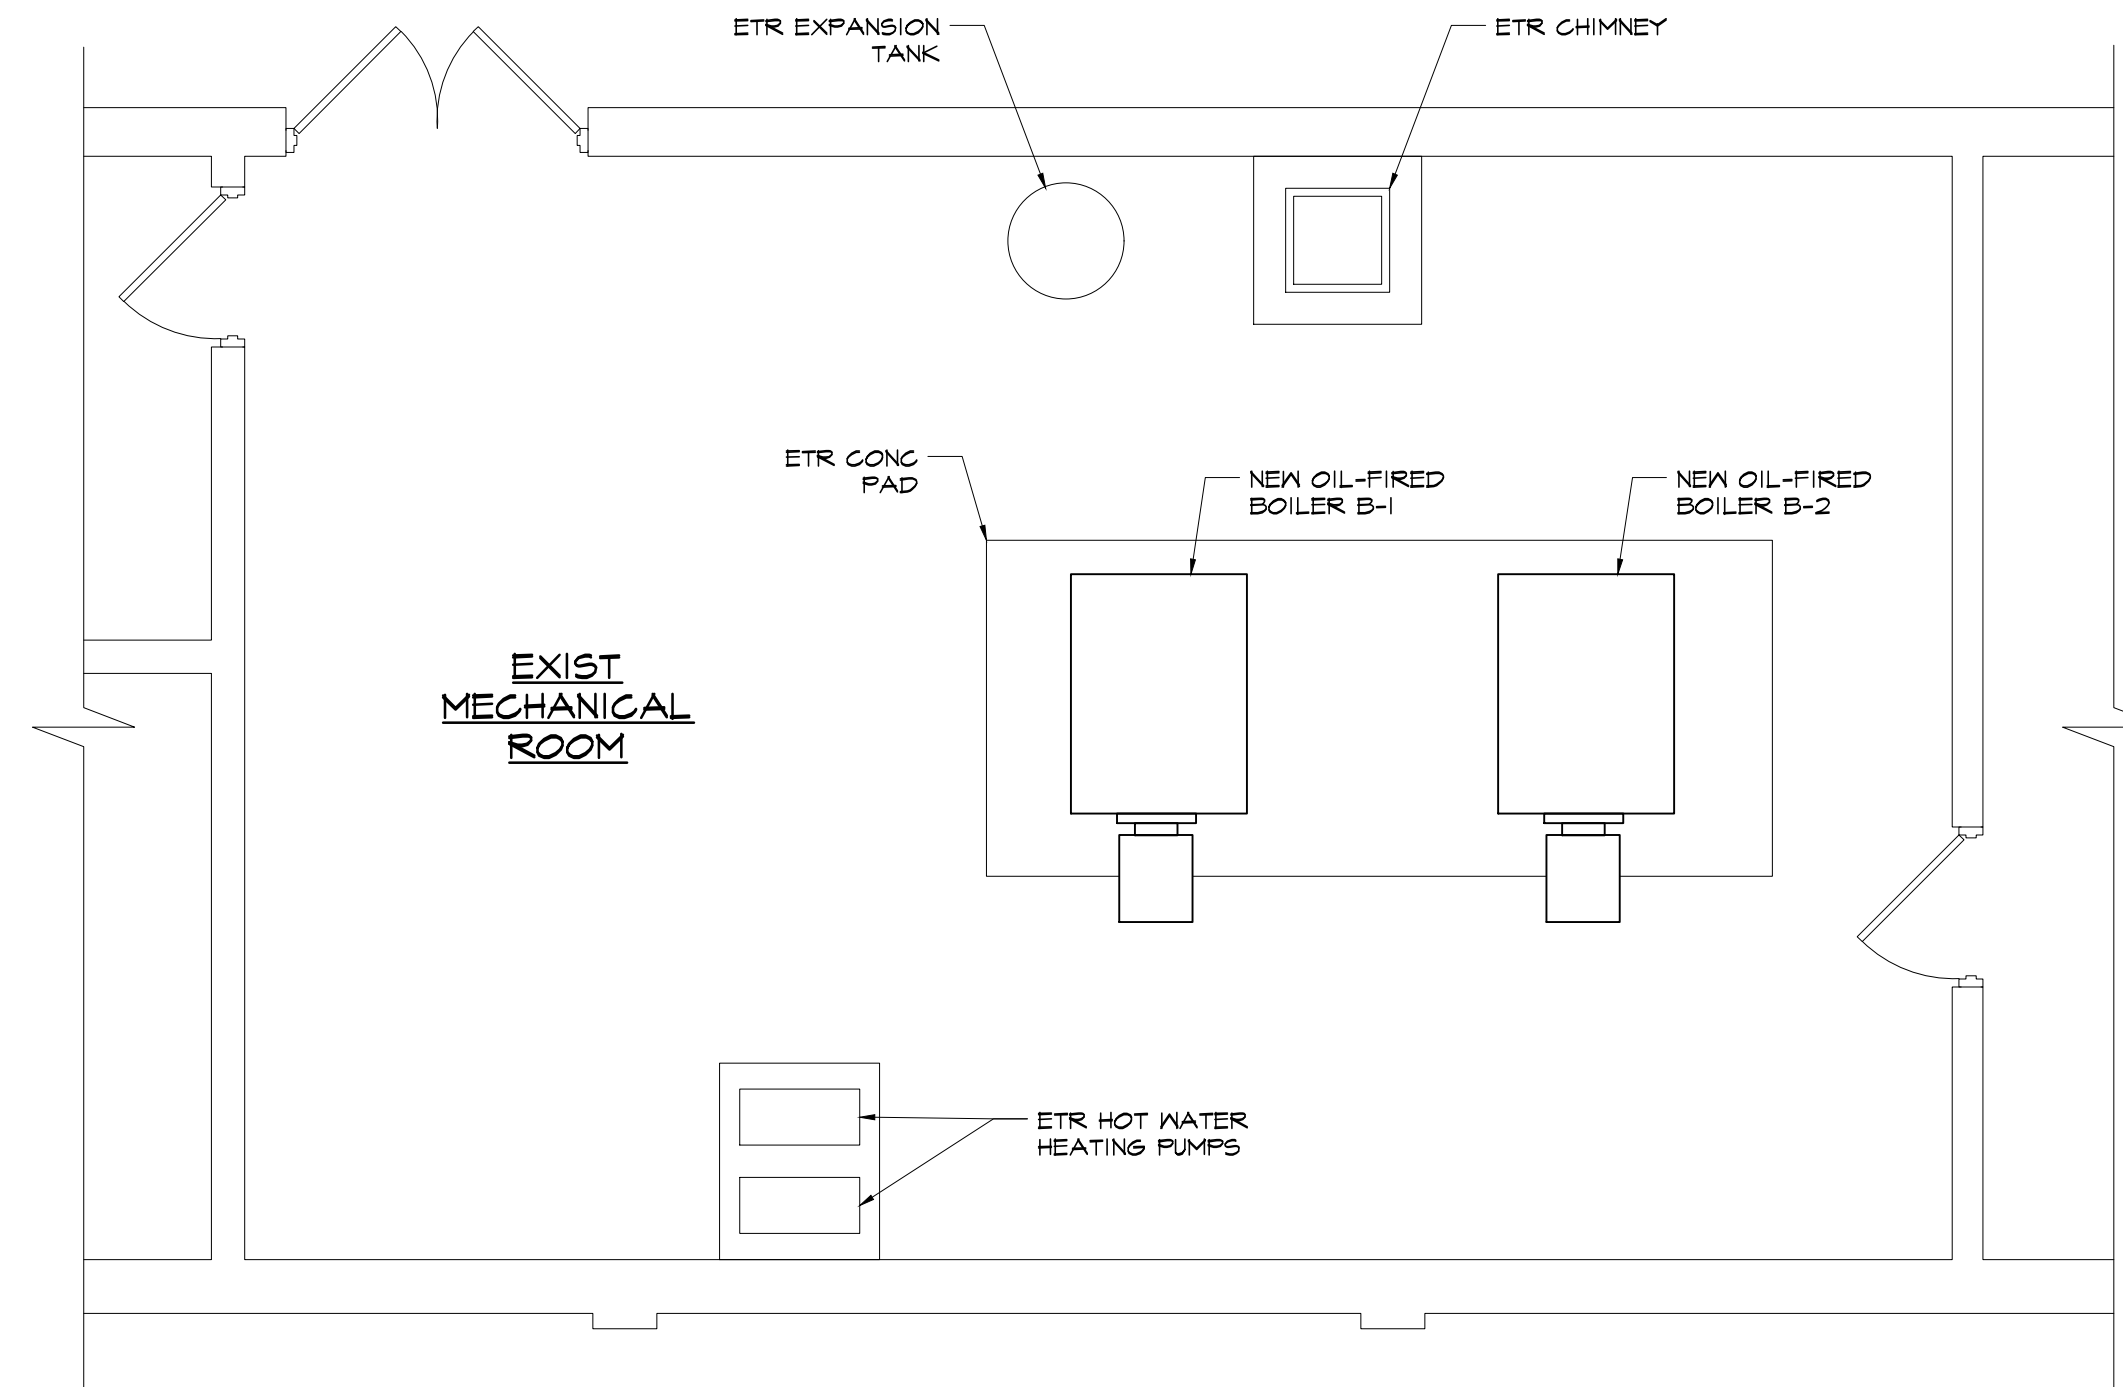 ETR EXPANSION
TANK
ETR CHIMNEY
ETR CONC
PAD
NEW OIL-FIRED
BOILER B-1
NEW OIL-FIRED
BOILER B-2
EXIST
MECHANICAL
ROOM
ETR HOT WATER
HEATING PUMPS